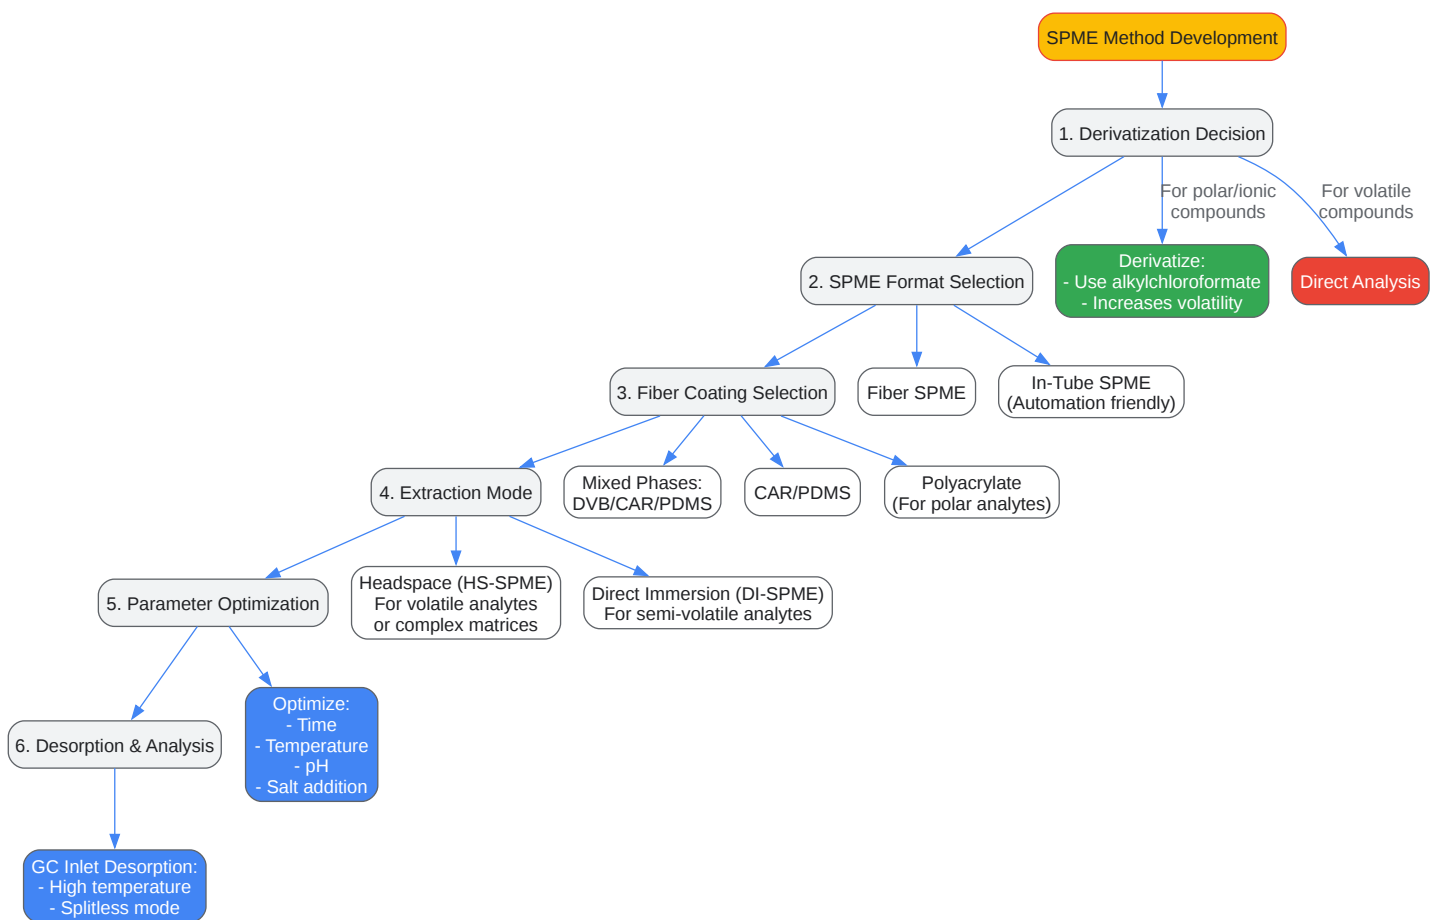 SPME Method Development
1. Derivatization Decision
For polar/ionic
compounds
For volatile
compounds
2. SPME Format Selection
Derivatize:
- Use alkylchloroformate
- Increases volatility
Direct Analysis
3. Fiber Coating Selection
Fiber SPME
In-Tube SPME
(Automation friendly)
4. Extraction Mode
Mixed Phases:
DVB/CAR/PDMS
CAR/PDMS
Polyacrylate
(For polar analytes)
5. Parameter Optimization
Headspace (HS-SPME)
For volatile analytes
or complex matrices
Direct Immersion (DI-SPME)
For semi-volatile analytes
6. Desorption & Analysis
Optimize:
- Time
- Temperature
- pH
- Salt addition
GC Inlet Desorption:
- High temperature
- Splitless mode